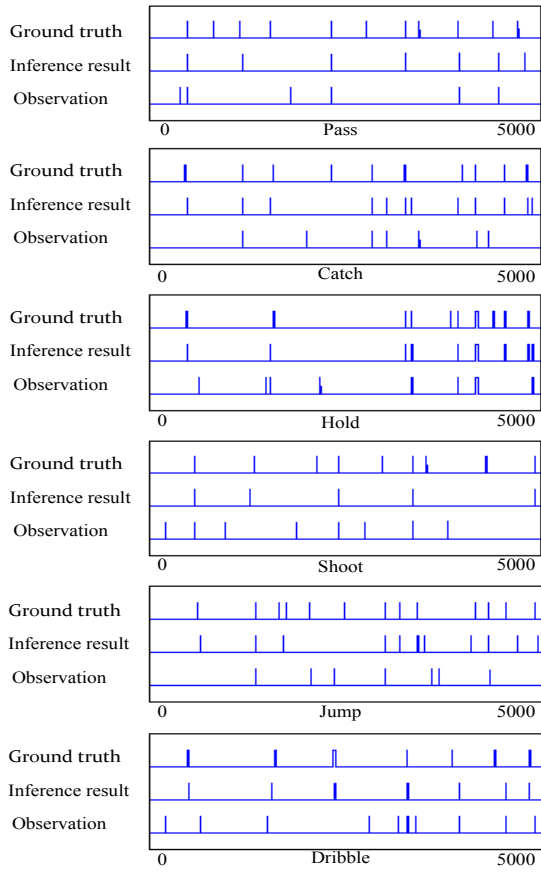 Ground truth
Inference result
Observation
0 Pass 5000
Ground truth
Inference result
Observation
0 Catch 5000
Ground truth
Inference result
Observation
0 Hold 5000
Ground truth
Inference result
Observation
0 Shoot 5000
Ground truth
Inference result
Observation
0 Jump 5000
Ground truth
Inference result
Observation
0 Dribble 5000